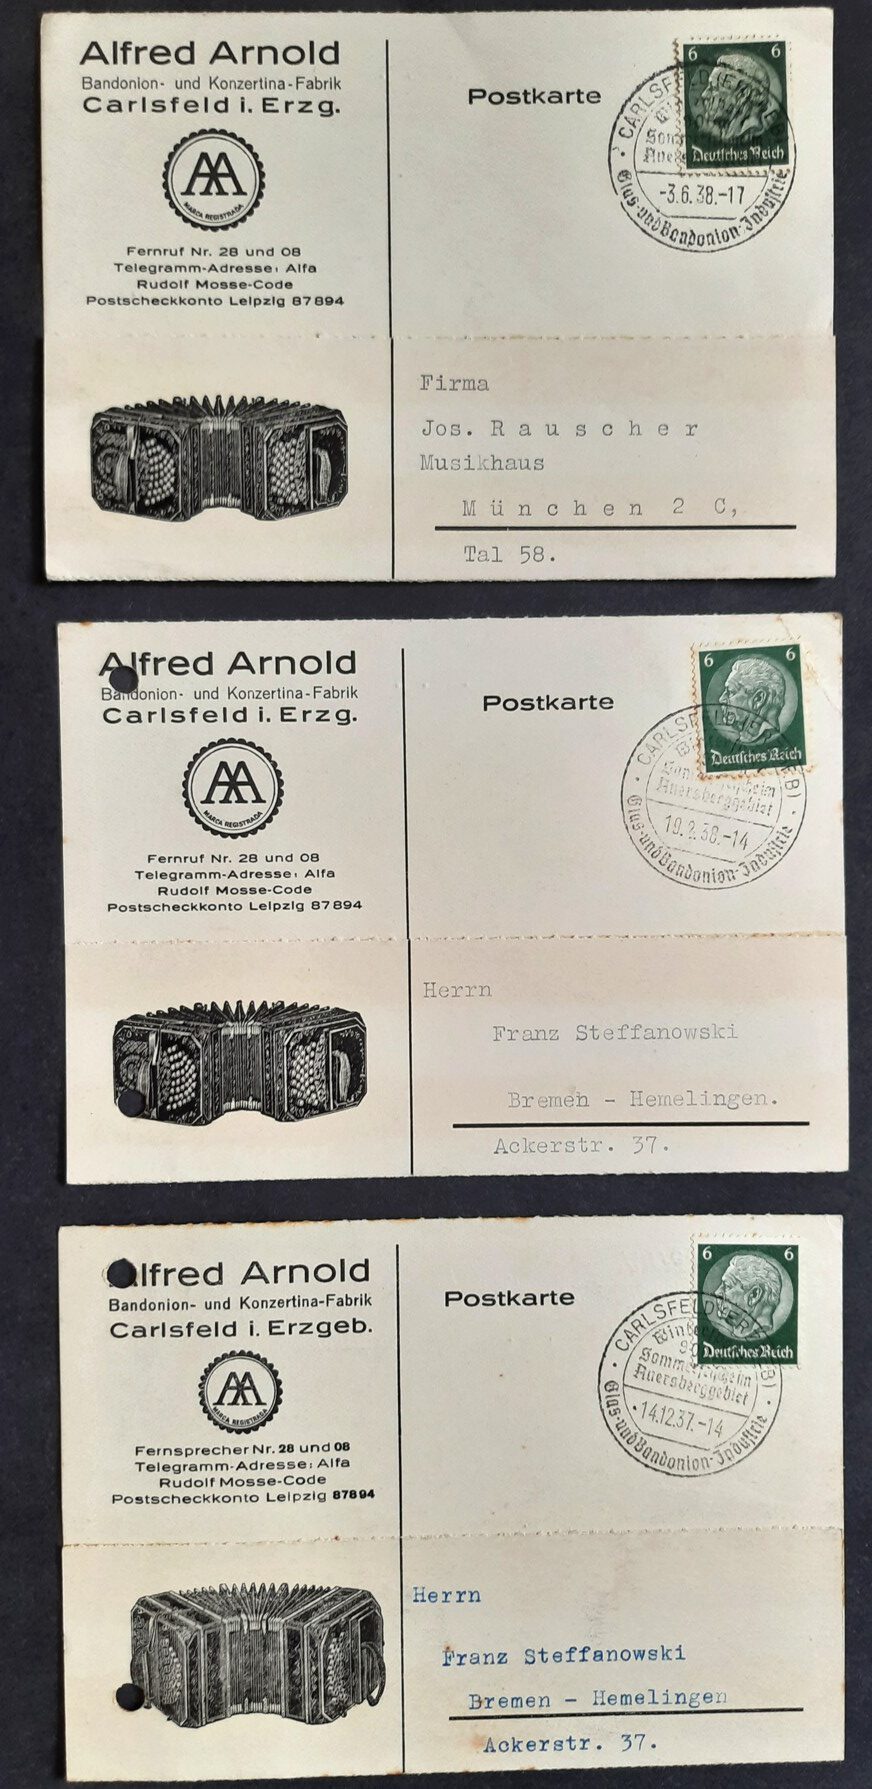 Alfred Arnold
Bandonion- und Konzertina-Fabrik
Carlsfeld i. Erzg.
AA
MARCA REGISTRADA
Fernruf Nr. 28 und 08
Telegramm-Adresse: Alfa
Rudolf Mosse-Code
Postscheckkonto Leipzig 87894
Postkarte
6 6
Deutsches Reich
CARLSFELD (ERZGEB)
-3.6.38.-17
Glas- und Bandonion-Industrie
Firma
Jos. Rauscher
Musikhaus
München 2 C,
Tal 58.
Alfred Arnold
Bandonion- und Konzertina-Fabrik
Carlsfeld i. Erzg.
AA
MARCA REGISTRADA
Fernruf Nr. 28 und 08
Telegramm-Adresse: Alfa
Rudolf Mosse-Code
Postscheckkonto Leipzig 87894
Postkarte
6 6
Deutsches Reich
CARLSFELD (ERZGEB)
Auersberggebiet
19.2.38.-14
Glas- und Bandonion-Industrie
Herrn
Franz Steffanowski
Bremen - Hemelingen.
Ackerstr. 37.
Alfred Arnold
Bandonion- und Konzertina-Fabrik
Carlsfeld i. Erzgeb.
AA
MARCA REGISTRADA
Fernsprecher Nr. 28 und 08
Telegramm-Adresse: Alfa
Rudolf Mosse-Code
Postscheckkonto Leipzig 87894
Postkarte
6 6
Deutsches Reich
CARLSFELD (ERZGEB)
Auersberggebiet
14.12.37.-14
Glas- und Bandonion-Industrie
Herrn
Franz Steffanowski
Bremen - Hemelingen
Ackerstr. 37.